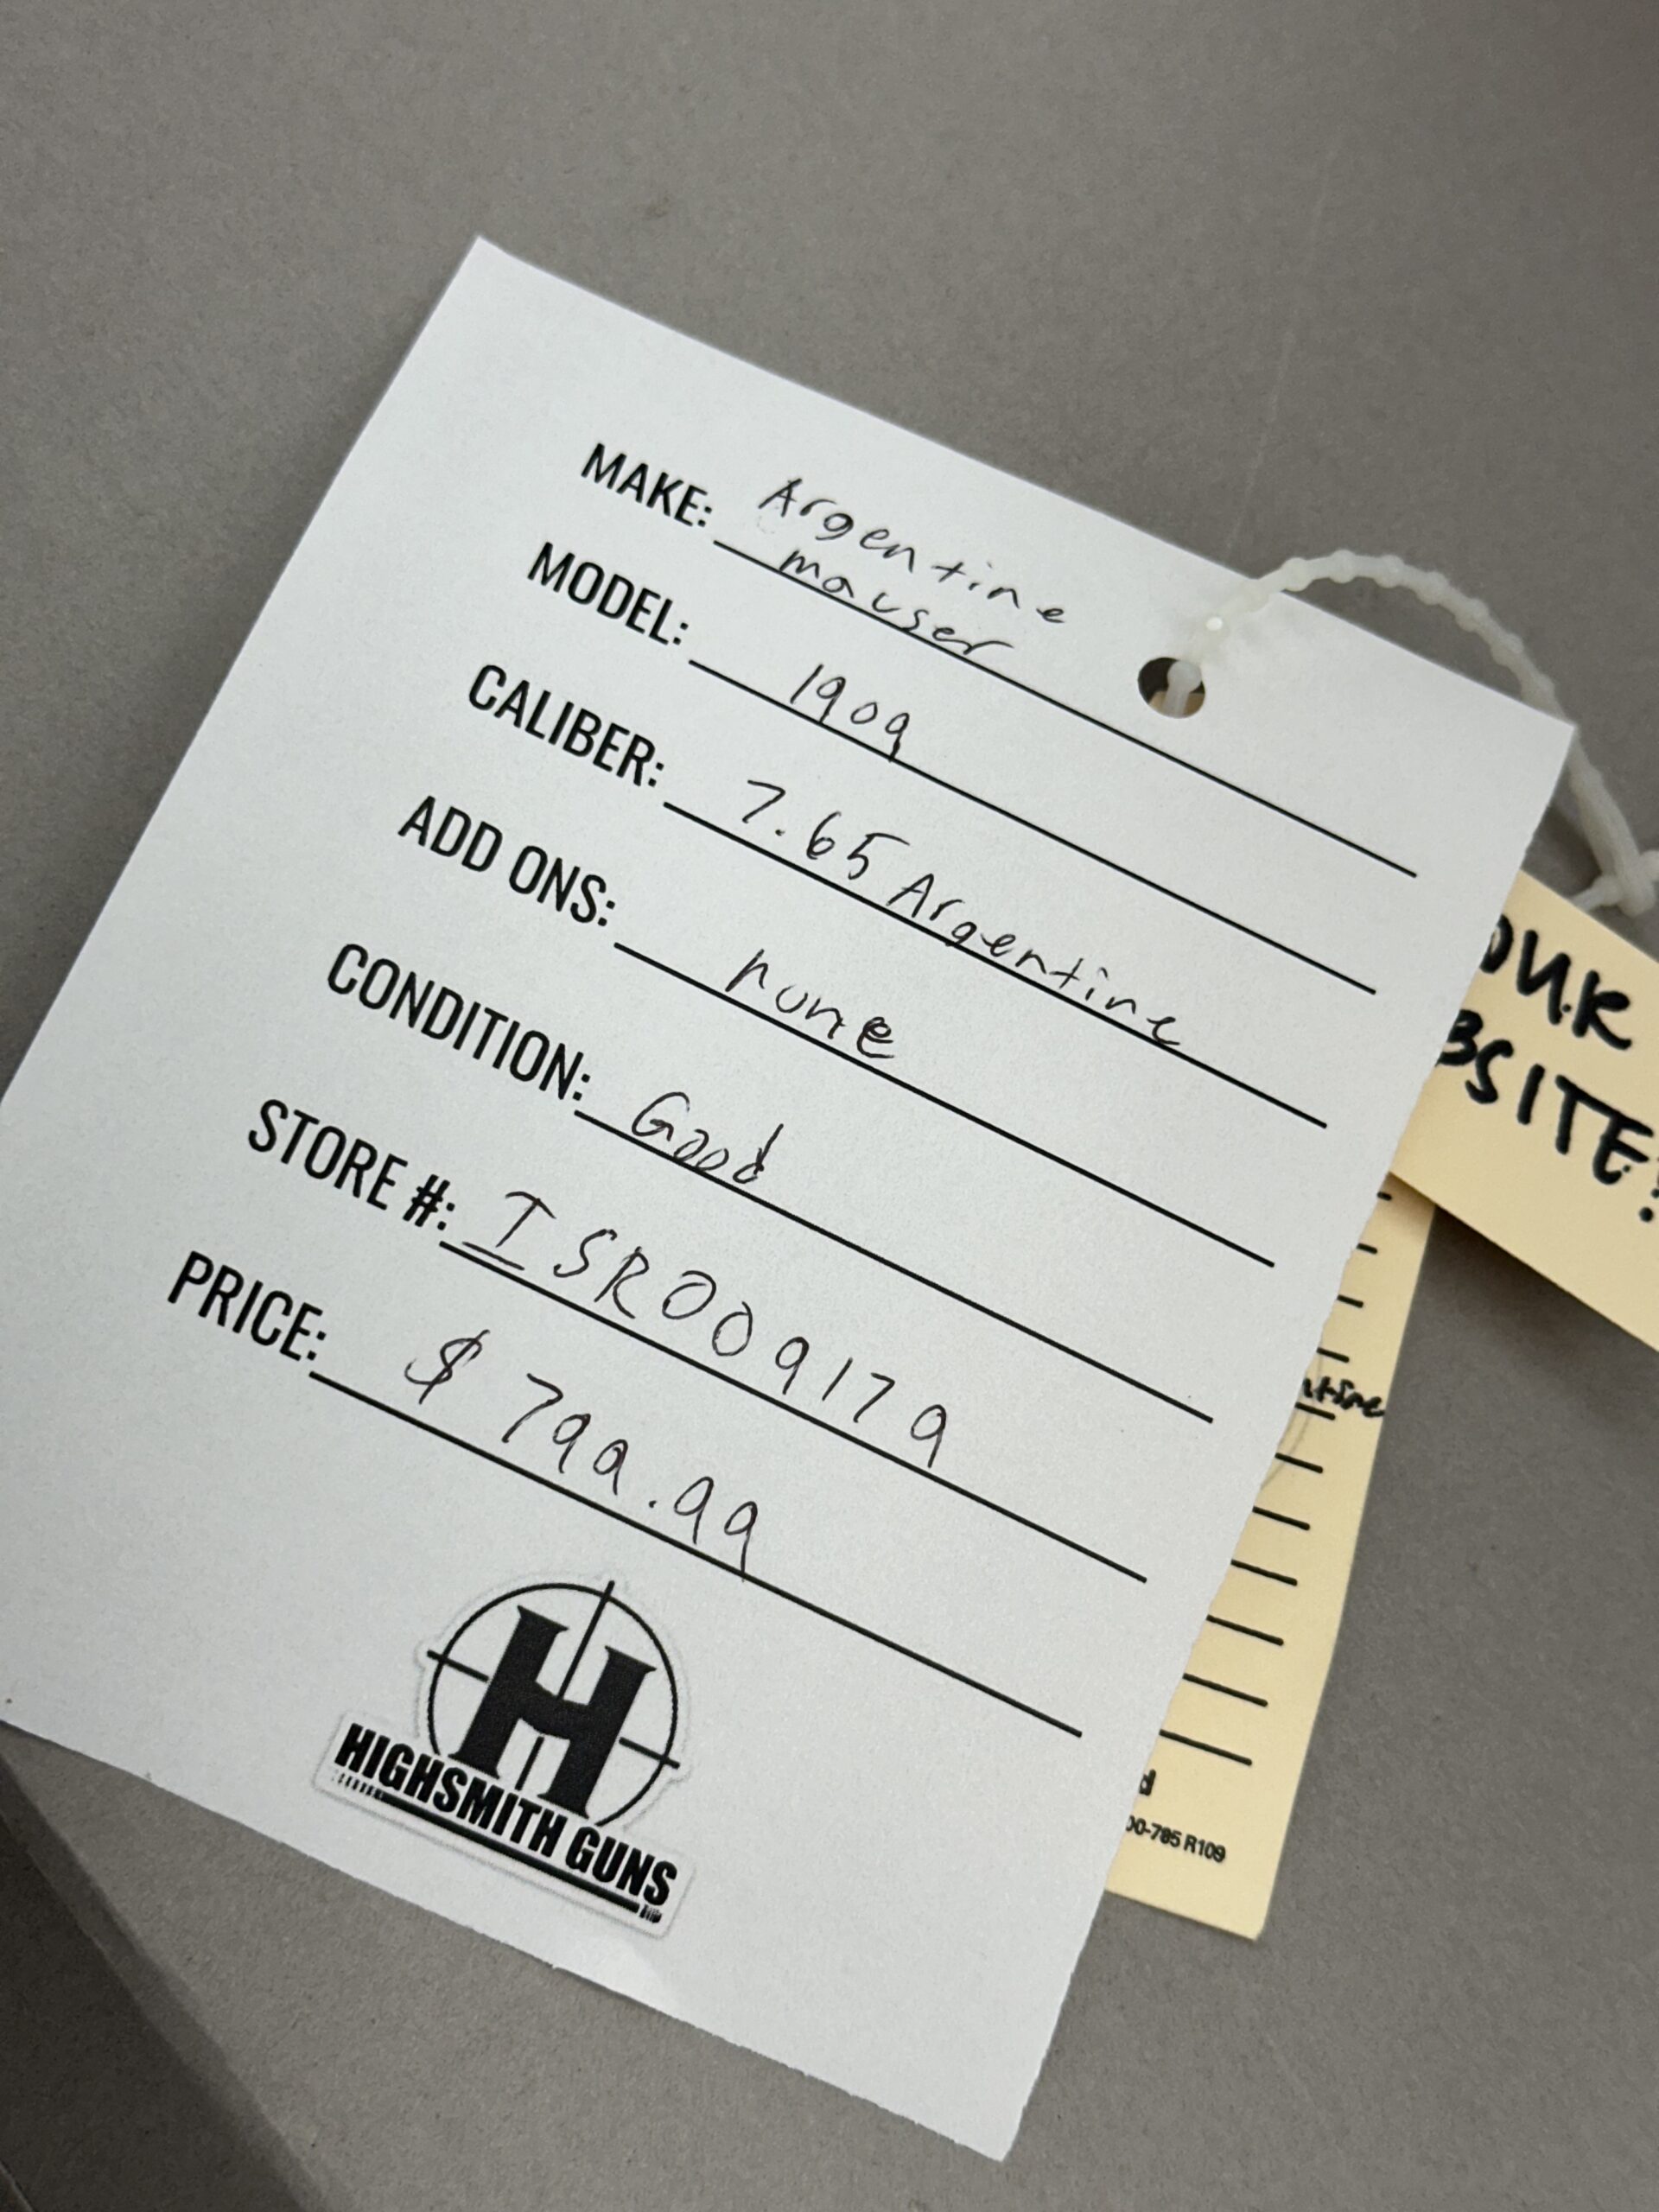 MAKE: Argentine
mauser
MODEL: 1909
CALIBER: 7.65 Argentine
ADD ONS: none
CONDITION: Good
STORE #: ISR009179
PRICE: $ 799.99
H
HIGHSMITH GUNS
R109